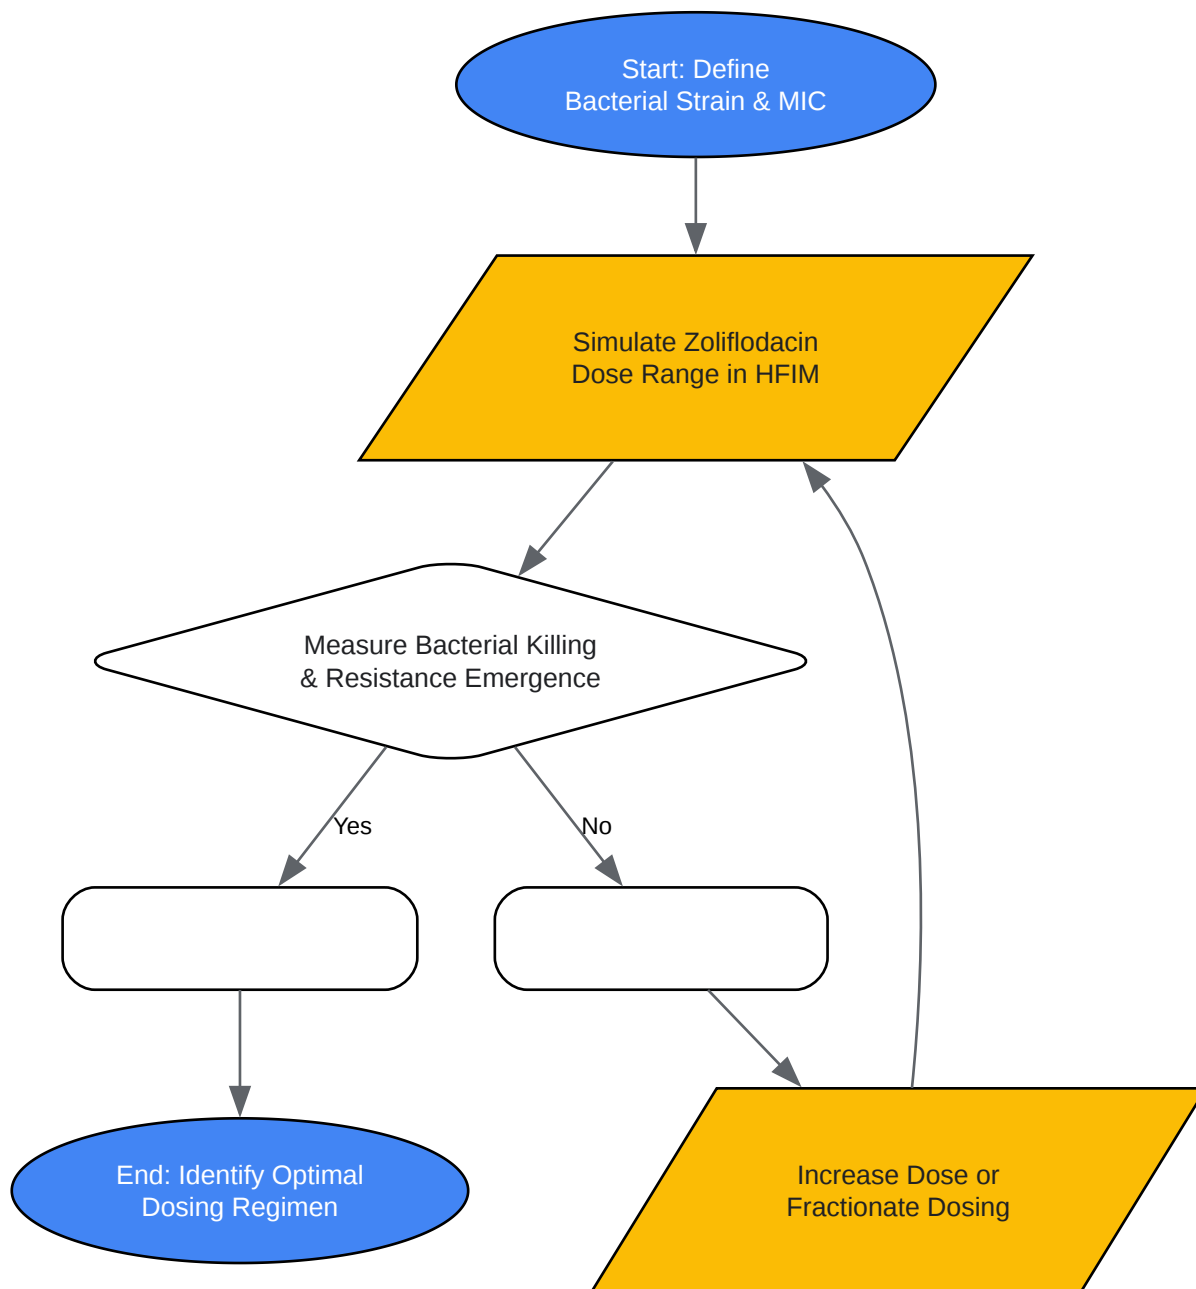 Start: Define
Bacterial Strain & MIC
Simulate Zoliflodacin
Dose Range in HFIM
Measure Bacterial Killing
& Resistance Emergence
Yes
No
End: Identify Optimal
Dosing Regimen
Increase Dose or
Fractionate Dosing